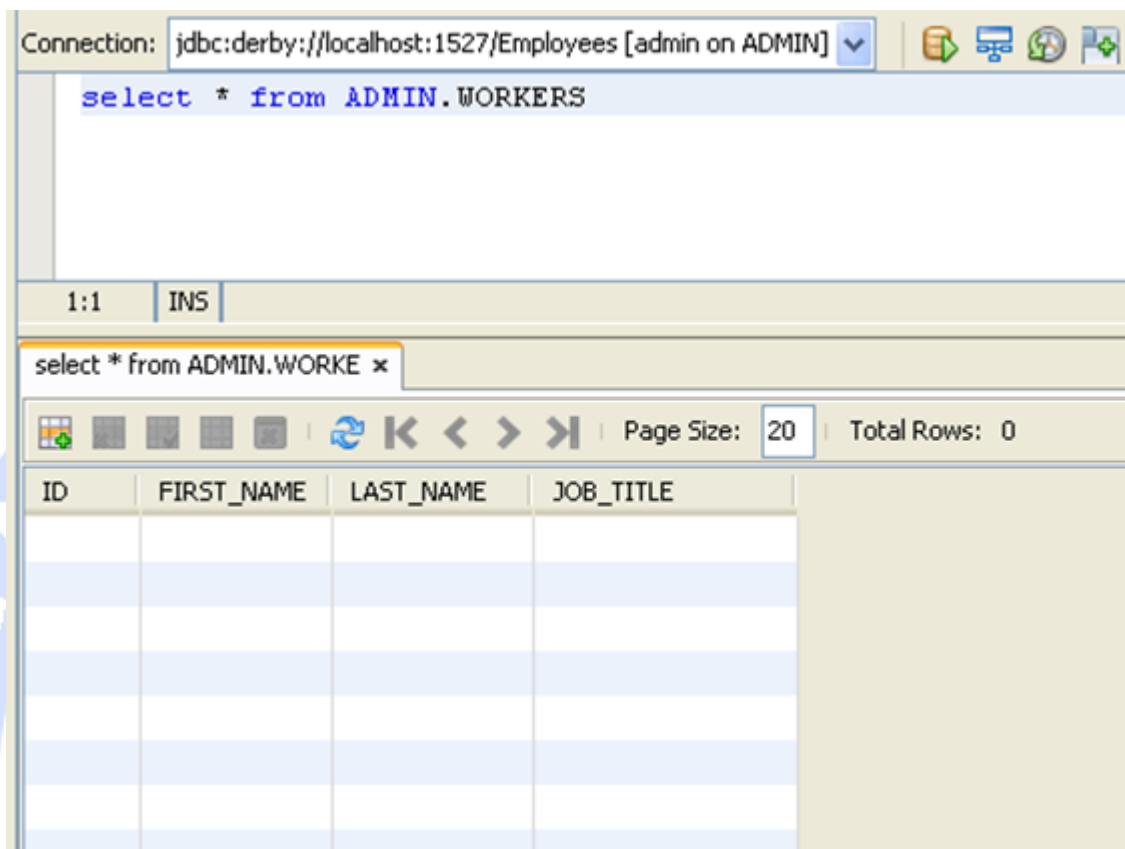 Connection: jdbc:derby://localhost:1527/Employees [admin on ADMIN]
select * from ADMIN.WORKERS
1:1 INS
select * from ADMIN.WORKE ×
Page Size: 20 Total Rows: 0
ID FIRST_NAME LAST_NAME JOB_TITLE